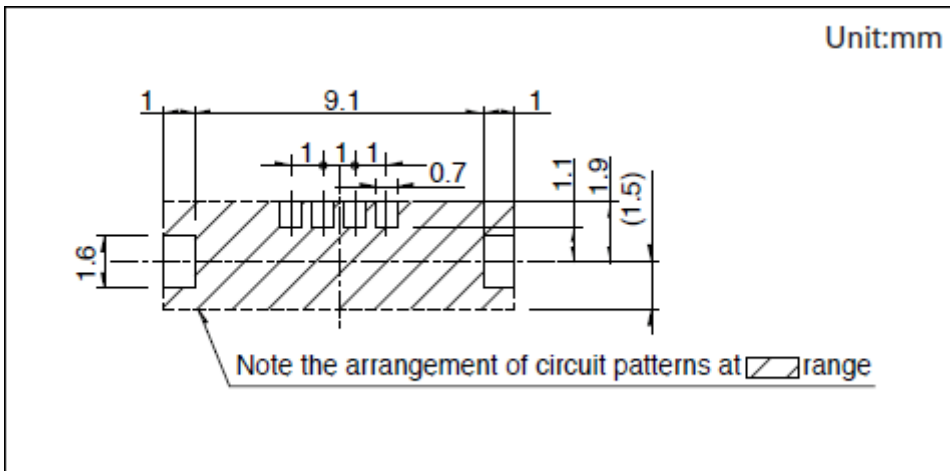 Unit:mm
1 9.1 1
1 1 1
0.7
1.1
1.9
(1.5)
1.6
Note the arrangement of circuit patterns at range